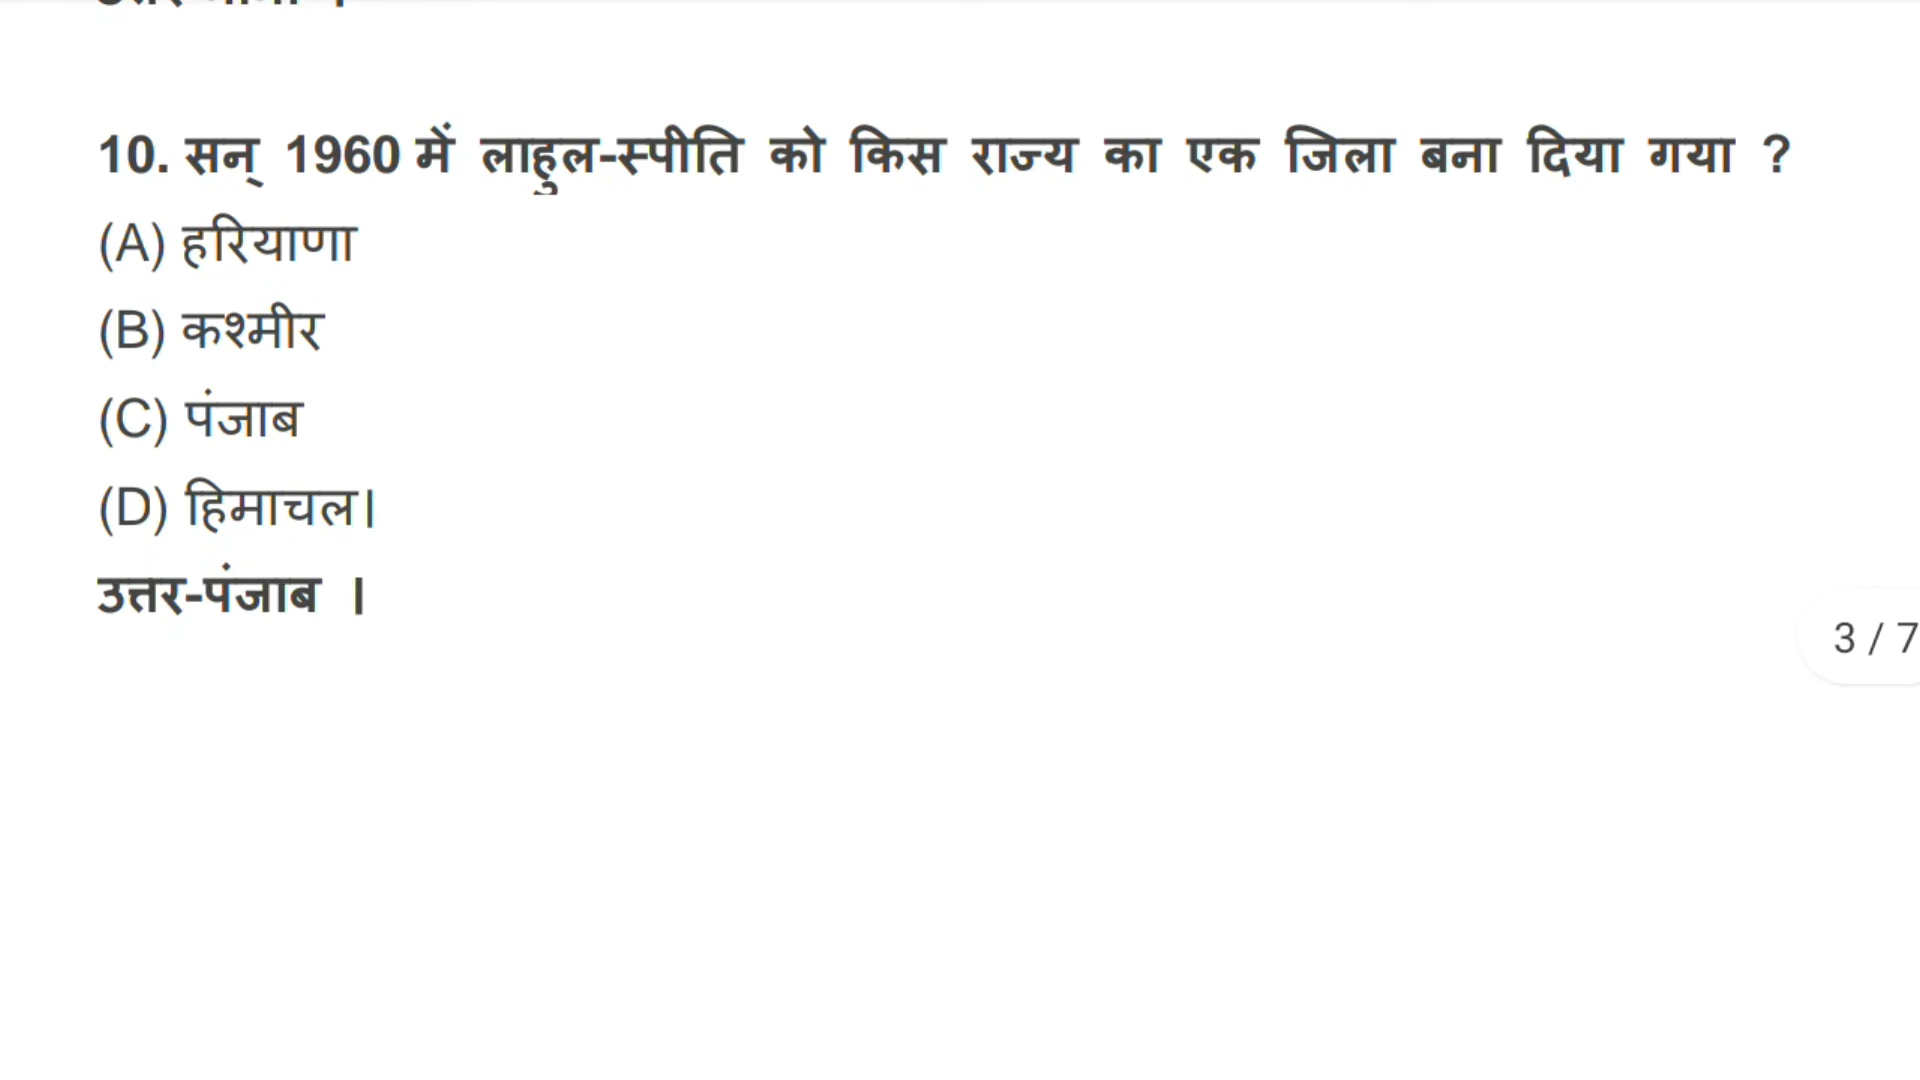 10. सन् 1960 में लाहुल-स्पीति को किस राज्य का एक जिला बना दिया गया ?
(A) हरियाणा
(B) कश्मीर
(C) पंजाब
(D) हिमाचल।
उत्तर-पंजाब ।
3 / 7